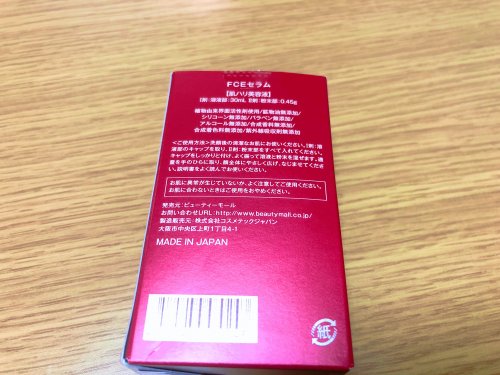 FCEセラム
[肌ハリ美容液]
I剤:溶液部:30mL II剤:粉末部:0.45g
植物由来界面活性剤使用/鉱物油無添加/
シリコーン無添加/パラベン無添加/
アルコール無添加/合成香料無添加/
合成着色料無添加/紫外線吸収剤無添加
<ご使用方法>洗顔後の清潔なお肌にお使いください。I剤:溶
液部のキャップを取り、II剤:粉末部をすべて入れてください。
キャップをしっかりと付け、よく振って溶液と粉末を混ぜます。適
量を手のひらに取り、顔全体にやさしく広げ、なじませてくださ
い。説明書をよく読んでお使いください。
お肌に異常が生じていないか、よく注意してご使用ください。
お肌に合わないときはご使用をおやめください。
発売元:ビューティーモール
お問い合わせURL:http://www.beautymall.co.jp/
製造販売元:株式会社コスメテックジャパン
大阪市中央区上町1丁目4-1
MADE IN JAPAN
紙